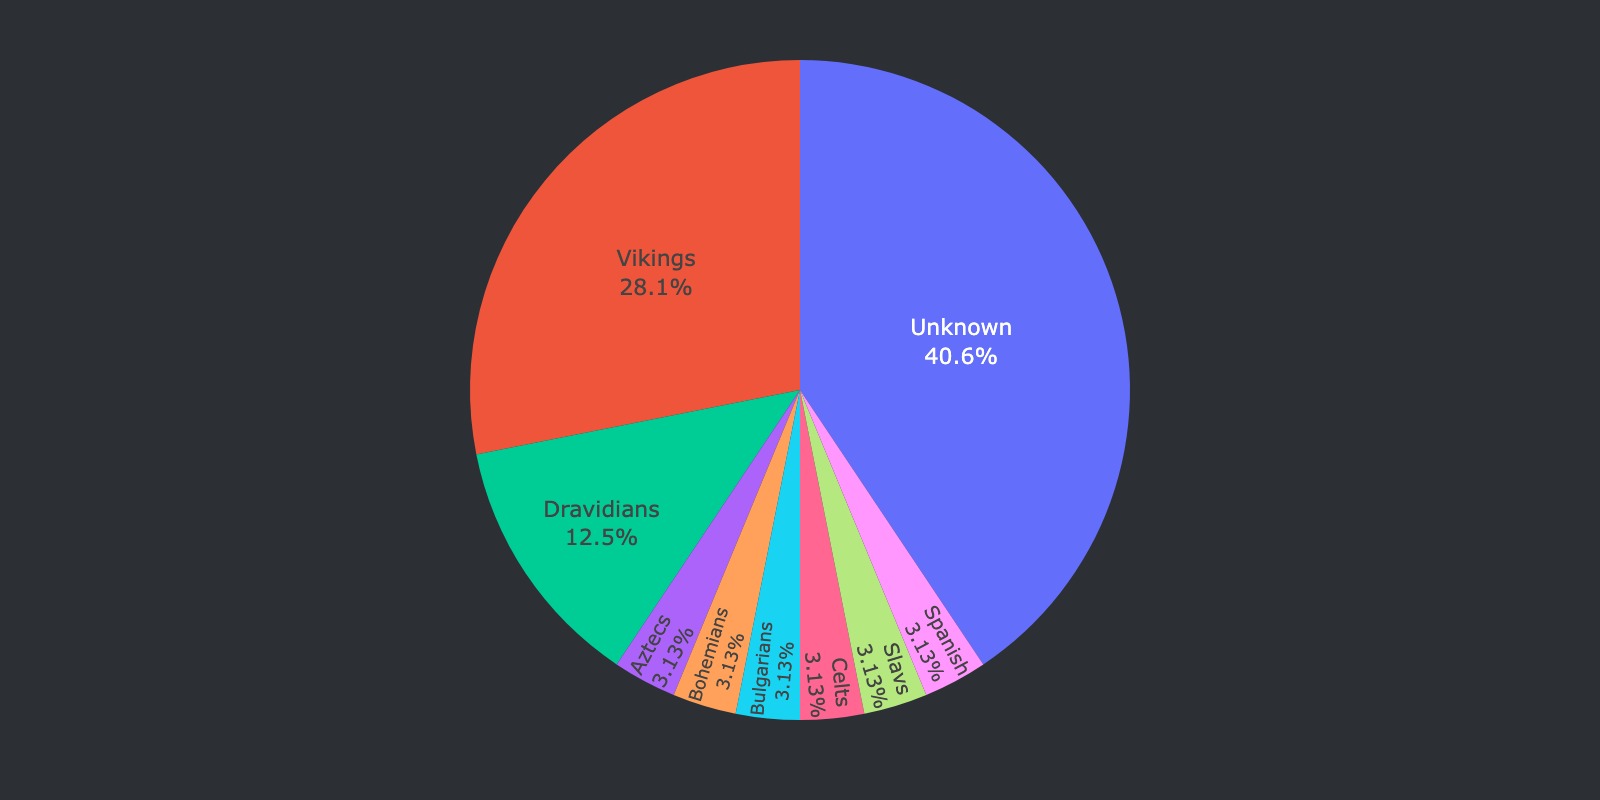 Vikings
28.1%
Unknown
40.6%
Dravidians
12.5%
Aztecs
3.13%
Bohemians
3.13%
Bulgarians
3.13%
Celts
3.13%
Slavs
3.13%
Spanish
3.13%